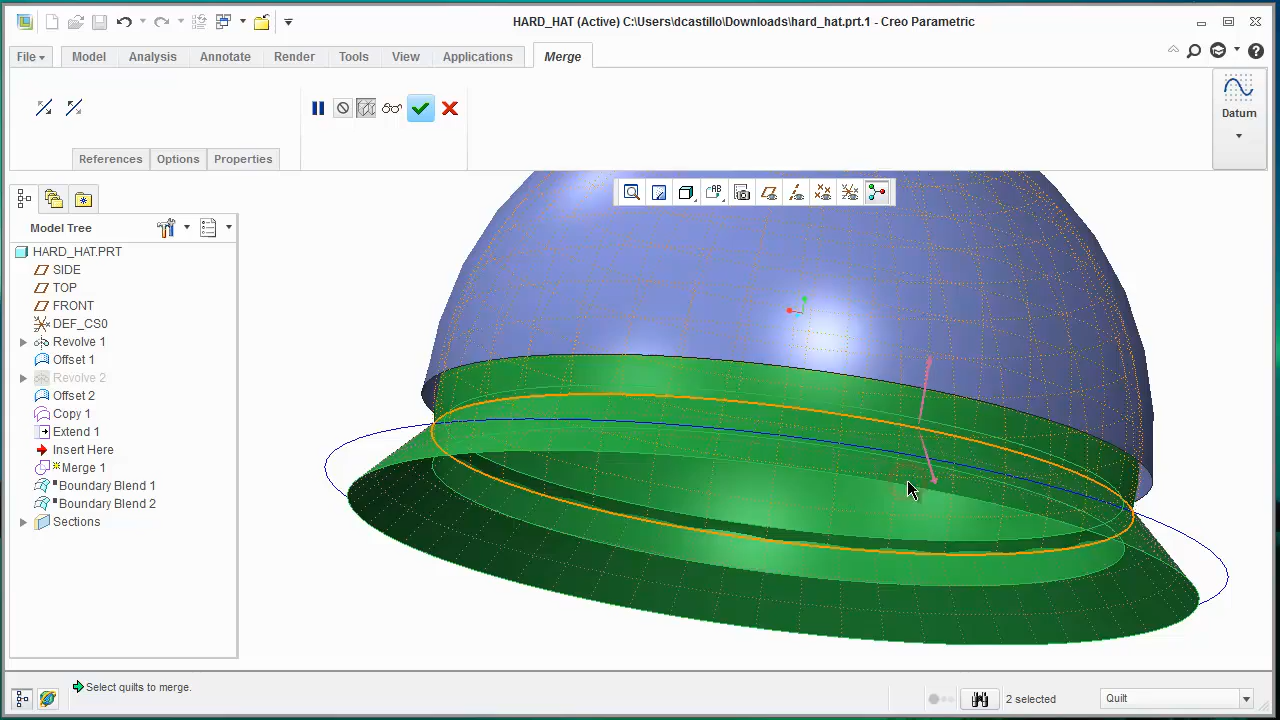 HARD_HAT (Active) C:\Users\dcastillo\Downloads\hard_hat.prt.1 - Creo Parametric
File Model Analysis Annotate Render Tools View Applications Merge
Datum
References Options Properties
Model Tree
HARD_HAT.PRT
SIDE
TOP
FRONT
DEF_CS0
Revolve 1
Offset 1
Revolve 2
Offset 2
Copy 1
Extend 1
Insert Here
Merge 1
Boundary Blend 1
Boundary Blend 2
Sections
Select quilts to merge.
2 selected
Quilt